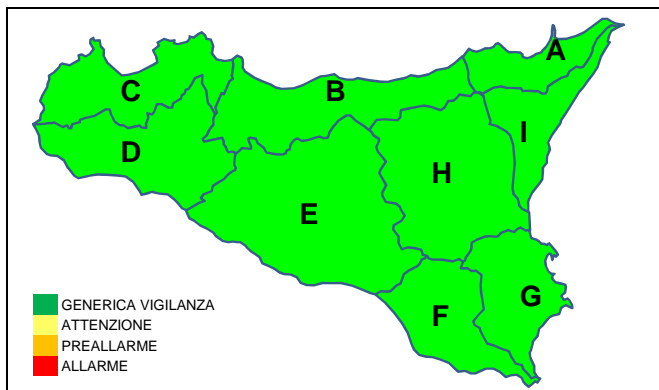 A
C
B
I
D
H
E
G
F
GENERICA VIGILANZA
ATTENZIONE
PREALLARME
ALLARME